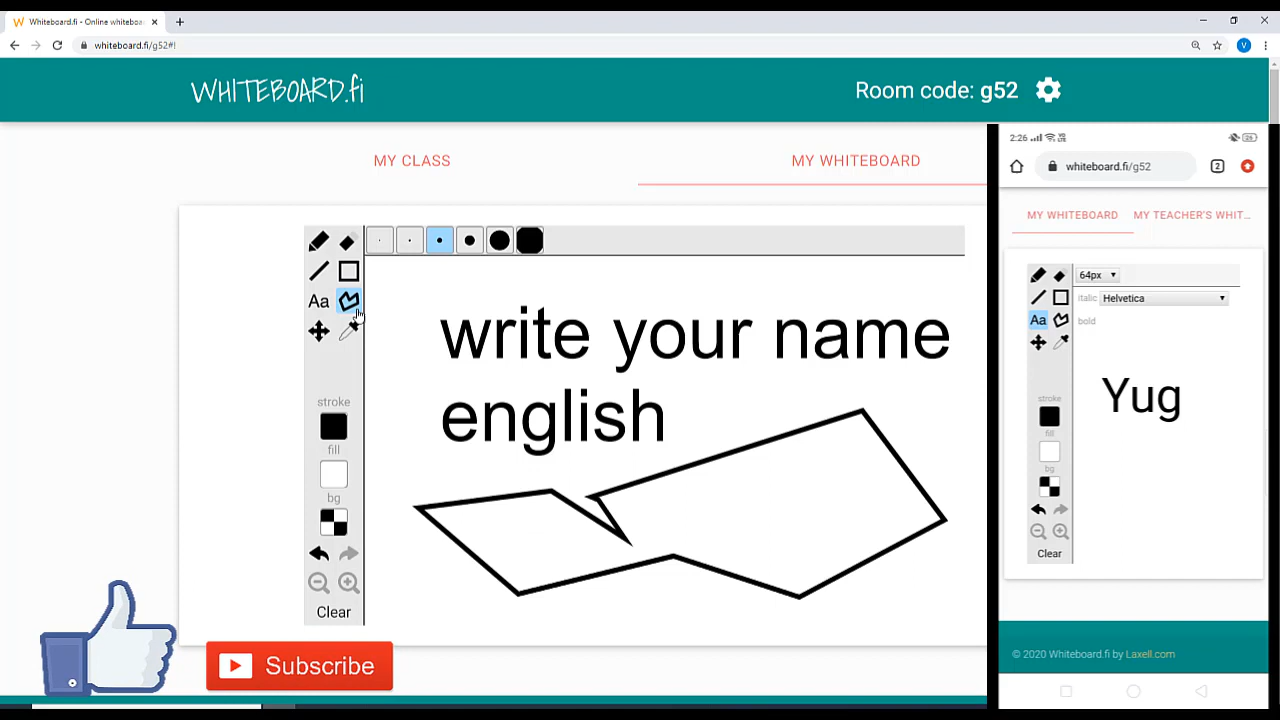 Whiteboard.fi - Online whiteboa
whiteboard.fi/g52#!
V
WHITEBOARD.fi
Room code: g52
MY CLASS
MY WHITEBOARD
Aa
stroke
fill
bg
Clear
write your name
english
Subscribe
2:26
whiteboard.fi/g52
2
MY WHITEBOARD
MY TEACHER'S WHIT...
64px
italic
Helvetica
Aa
bold
Yug
stroke
fill
bg
Clear
© 2020 Whiteboard.fi by Laxell.com